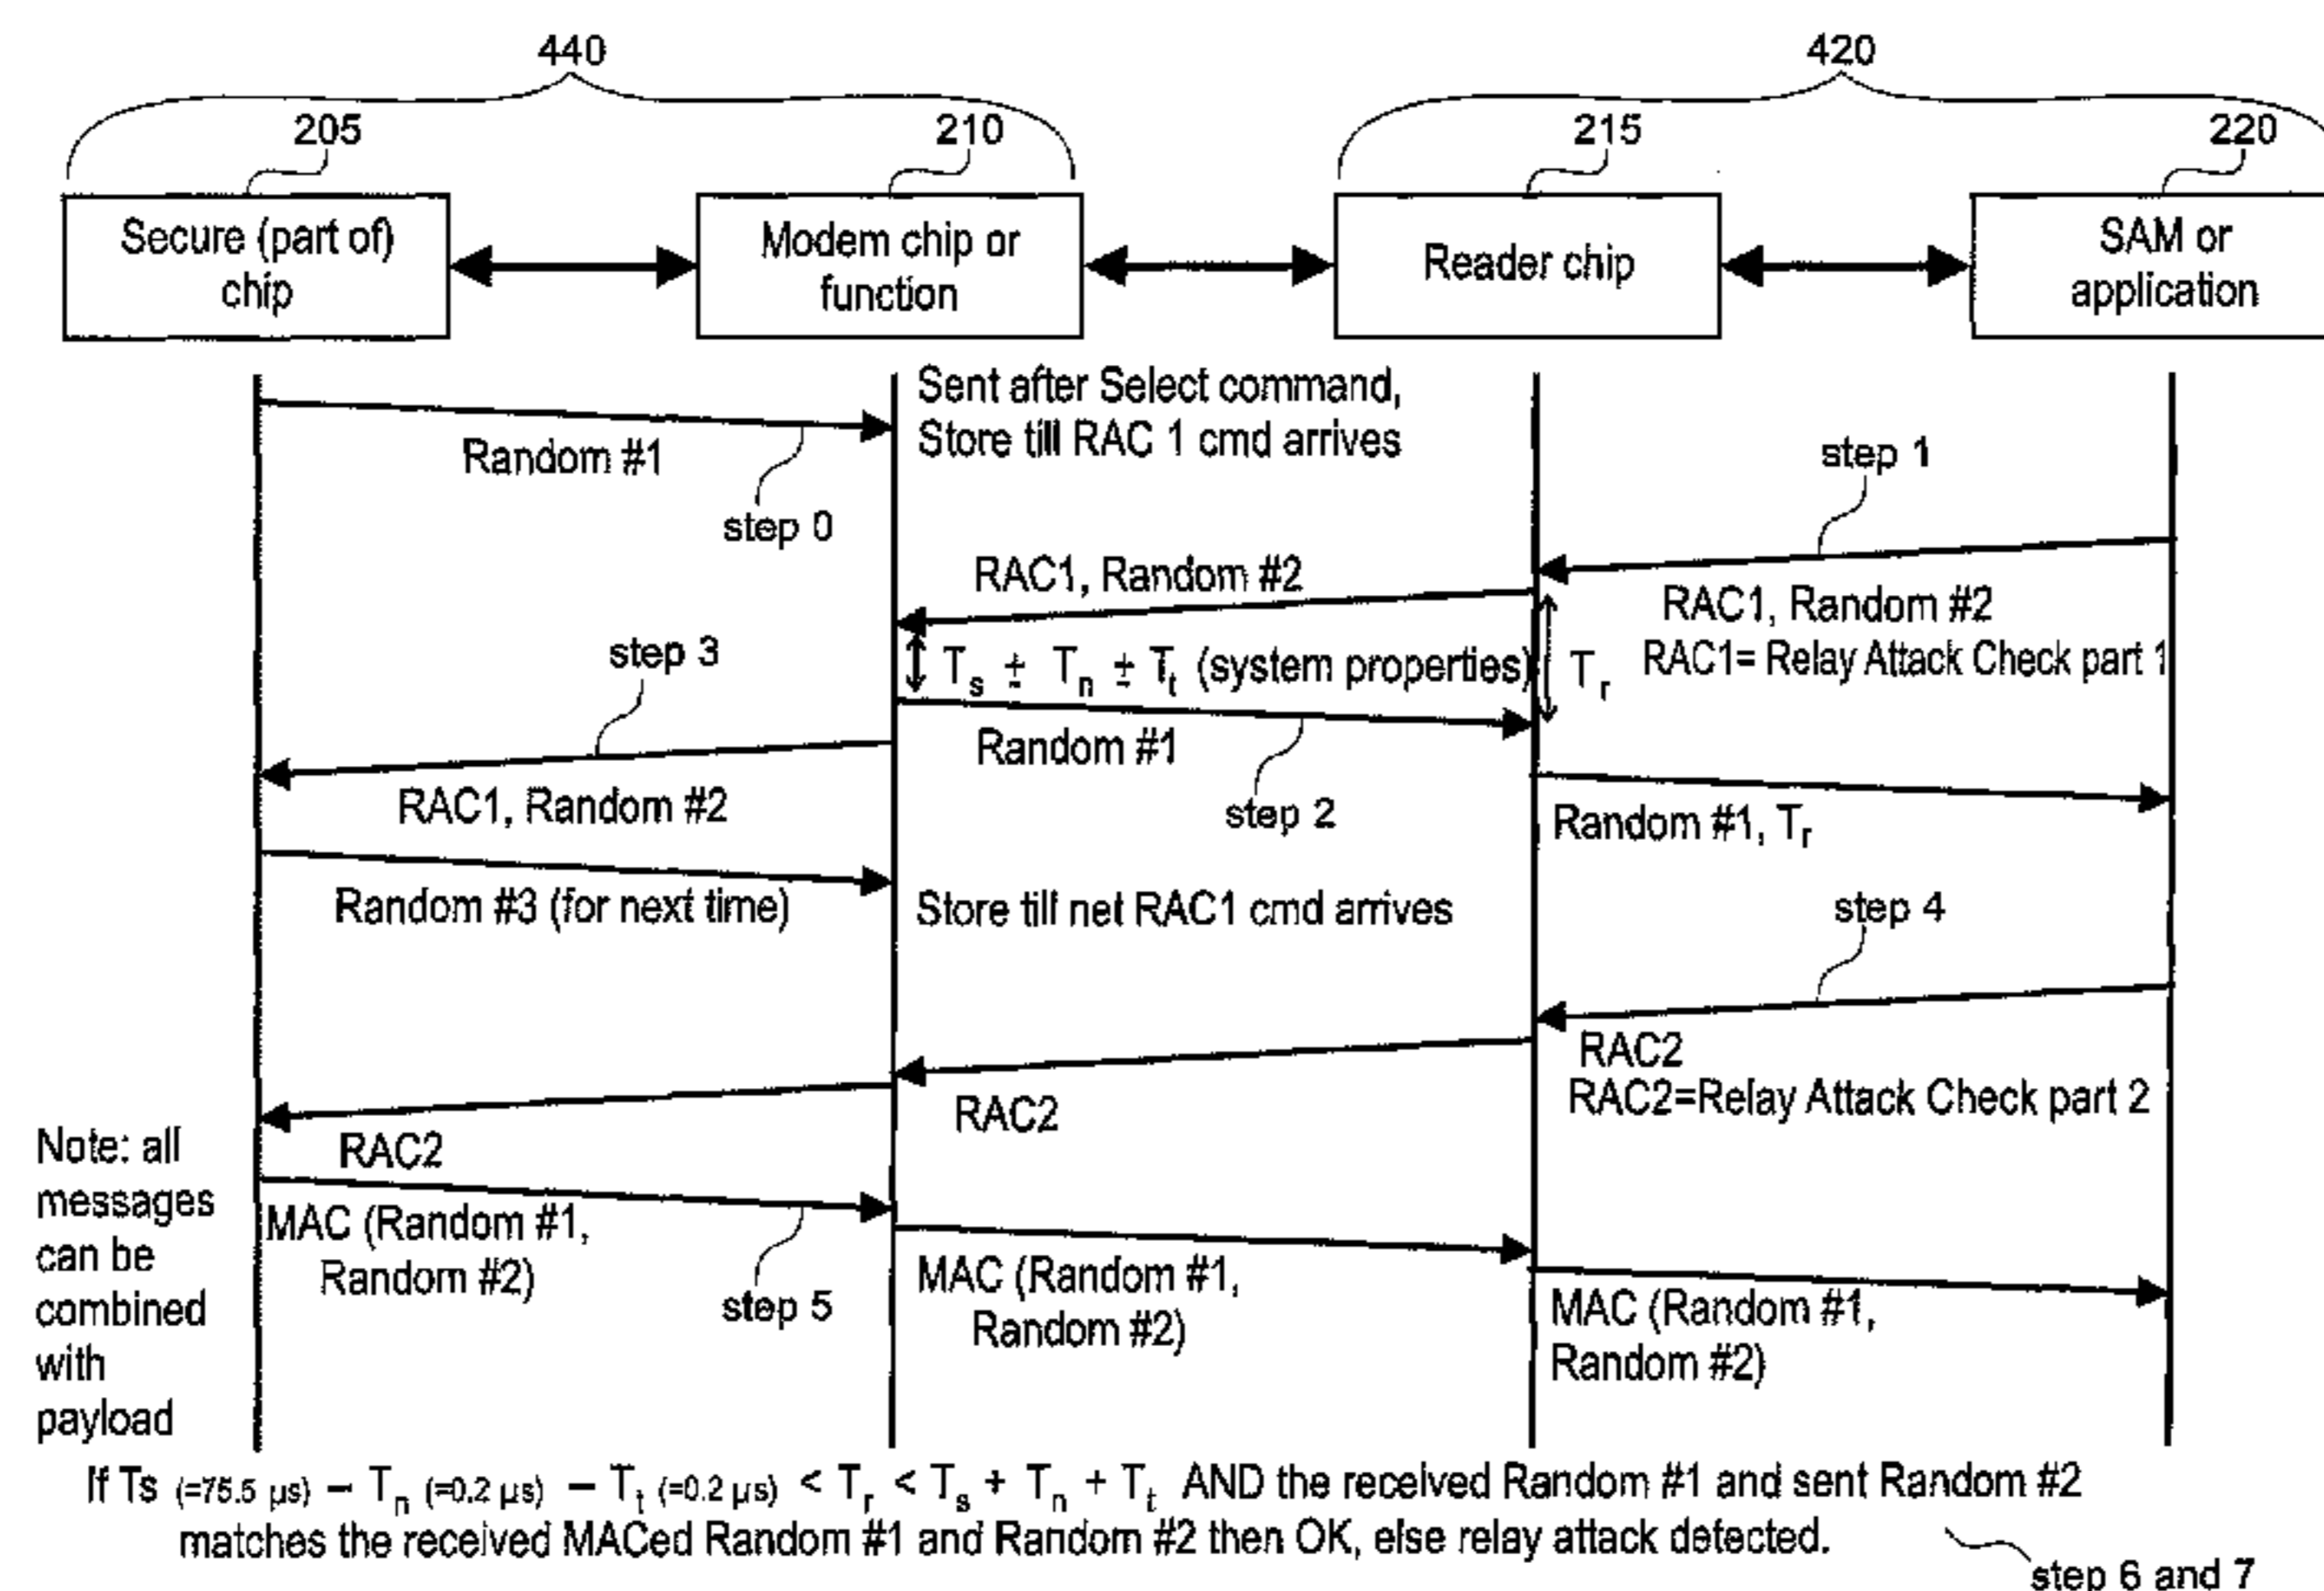 440
420
205
210
215
220
Secure (part of)
chip
Modem chip or
function
Reader chip
SAM or
application
Sent after Select command,
Store till RAC 1 cmd arrives
Random #1
step 0
step 1
RAC1, Random #2
RAC1, Random #2
RAC1= Relay Attack Check part 1
step 3
Ts ± Tn ± Tt (system properties)
Tr
Random #1
step 2
RAC1, Random #2
Random #1, Tr
Random #3 (for next time)
Store till net RAC1 cmd arrives
step 4
RAC2
RAC2=Relay Attack Check part 2
RAC2
RAC2
Note: all
messages
can be
combined
with
payload
MAC (Random #1,
Random #2)
step 5
MAC (Random #1,
Random #2)
MAC (Random #1,
Random #2)
If Ts (=75.5 µs) – Tn (=0.2 µs) – Tt (=0.2 µs) < Tr < Ts + Tn + Tt AND the received Random #1 and sent Random #2
matches the received MACed Random #1 and Random #2 then OK, else relay attack detected.
step 6 and 7